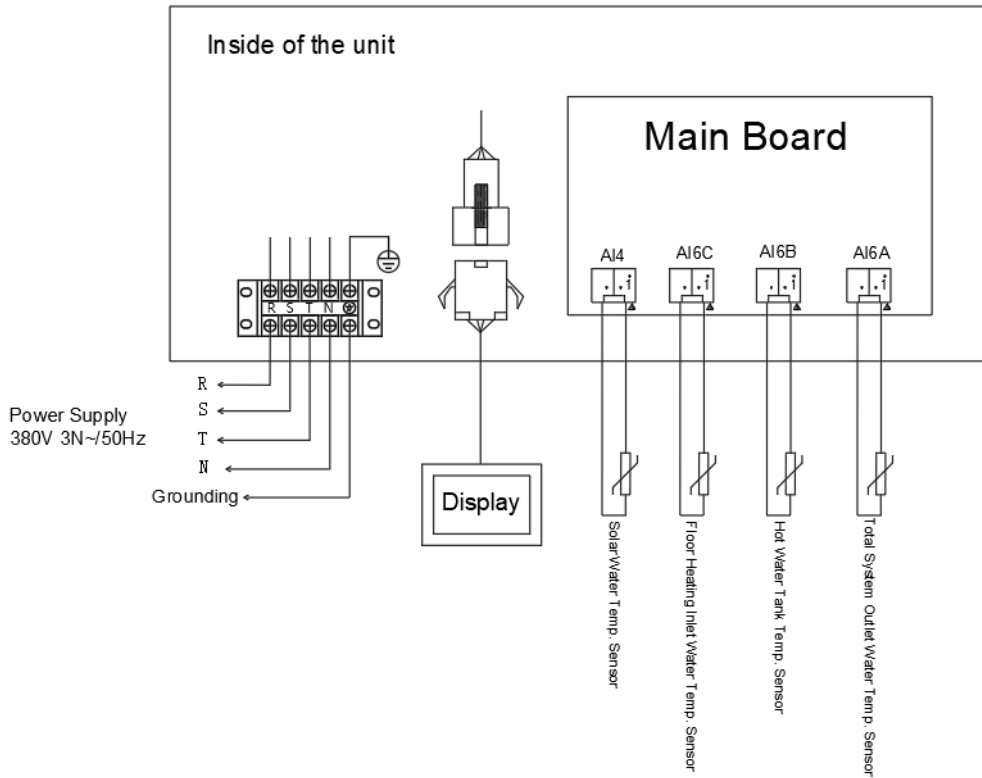 Inside of the unit
Main Board
AI4
AI6C
AI6B
AI6A
R S T N
R
S
T
N
Power Supply
380V 3N~/50Hz
Grounding
Display
SolarWater Temp. Sensor
Floor Heating Inlet Water Temp. Sensor
Hot Water Tank Temp. Sensor
Total System Outlet Water Temp. Sensor